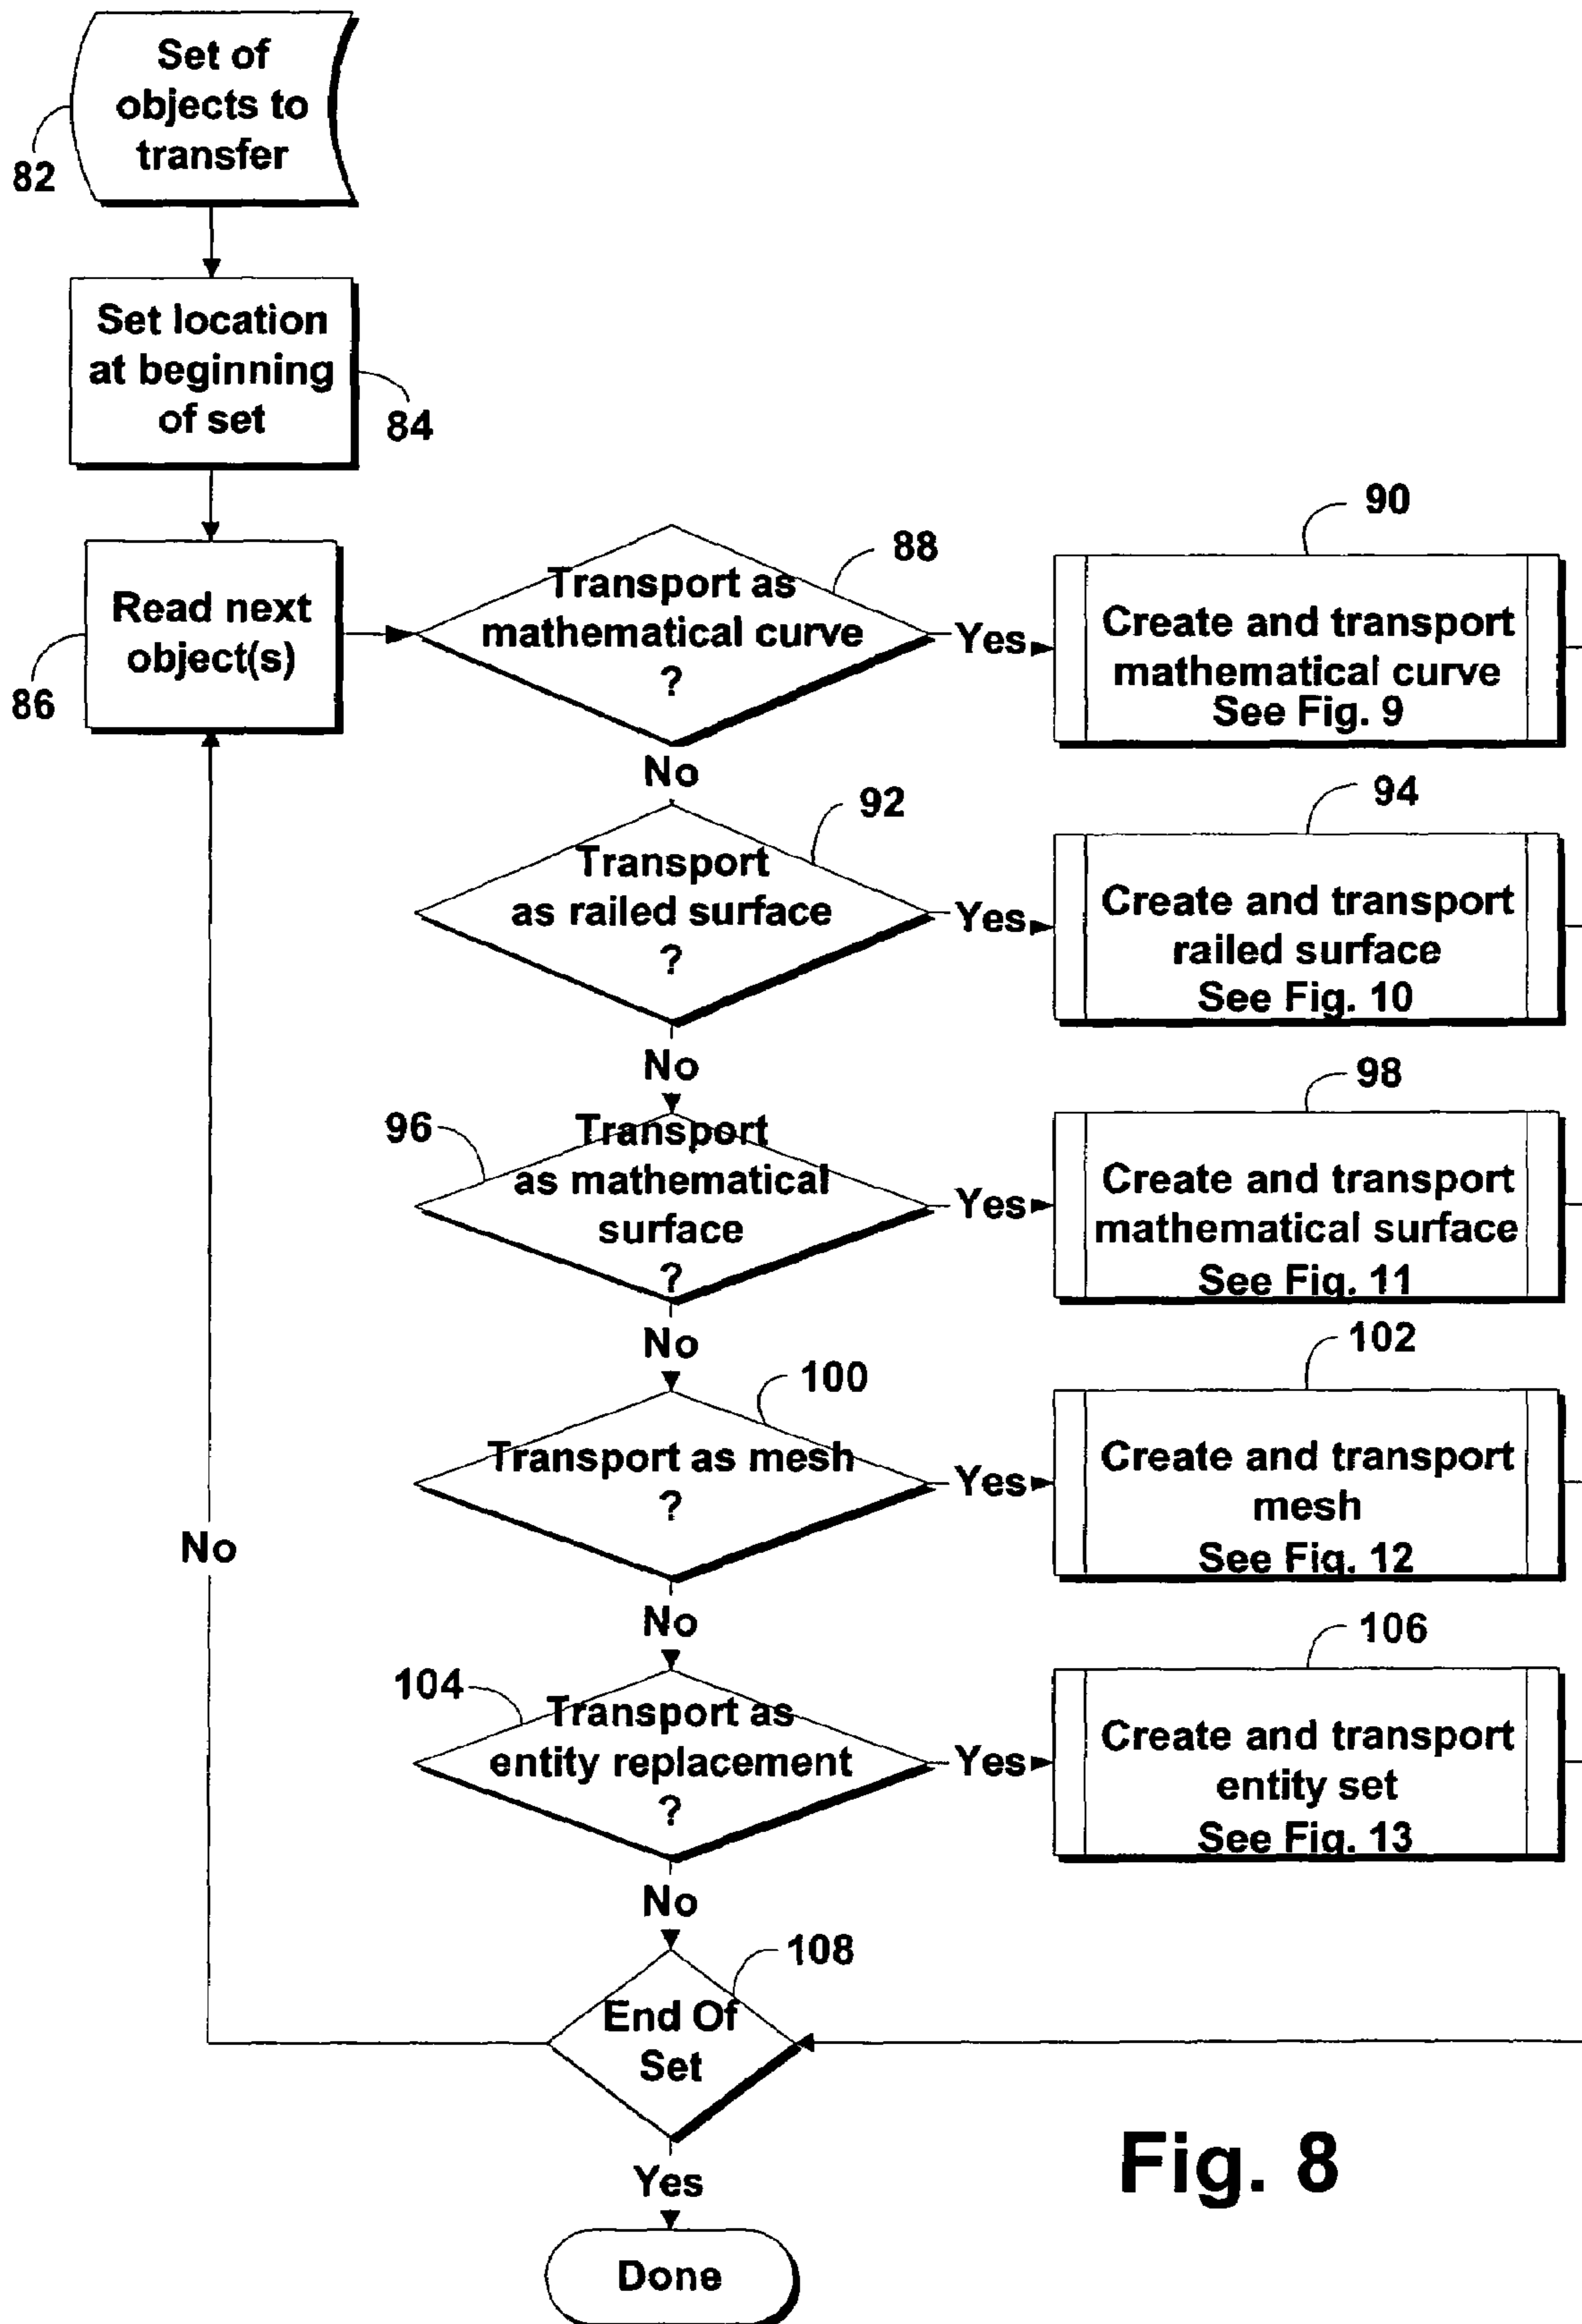 Set of
objects to
transfer
82
Set location
at beginning
of set
84
Read next
object(s)
86
Transport as
mathematical curve
?
88
Yes
90
Create and transport
mathematical curve
See Fig. 9
No
92
Transport
as railed surface
?
Yes
94
Create and transport
railed surface
See Fig. 10
No
96
Transport
as mathematical
surface
?
Yes
98
Create and transport
mathematical surface
See Fig. 11
No
100
Transport as mesh
?
Yes
102
Create and transport
mesh
See Fig. 12
No
No
104
Transport as
entity replacement
?
Yes
106
Create and transport
entity set
See Fig. 13
No
108
End Of
Set
Yes
Done
Fig. 8